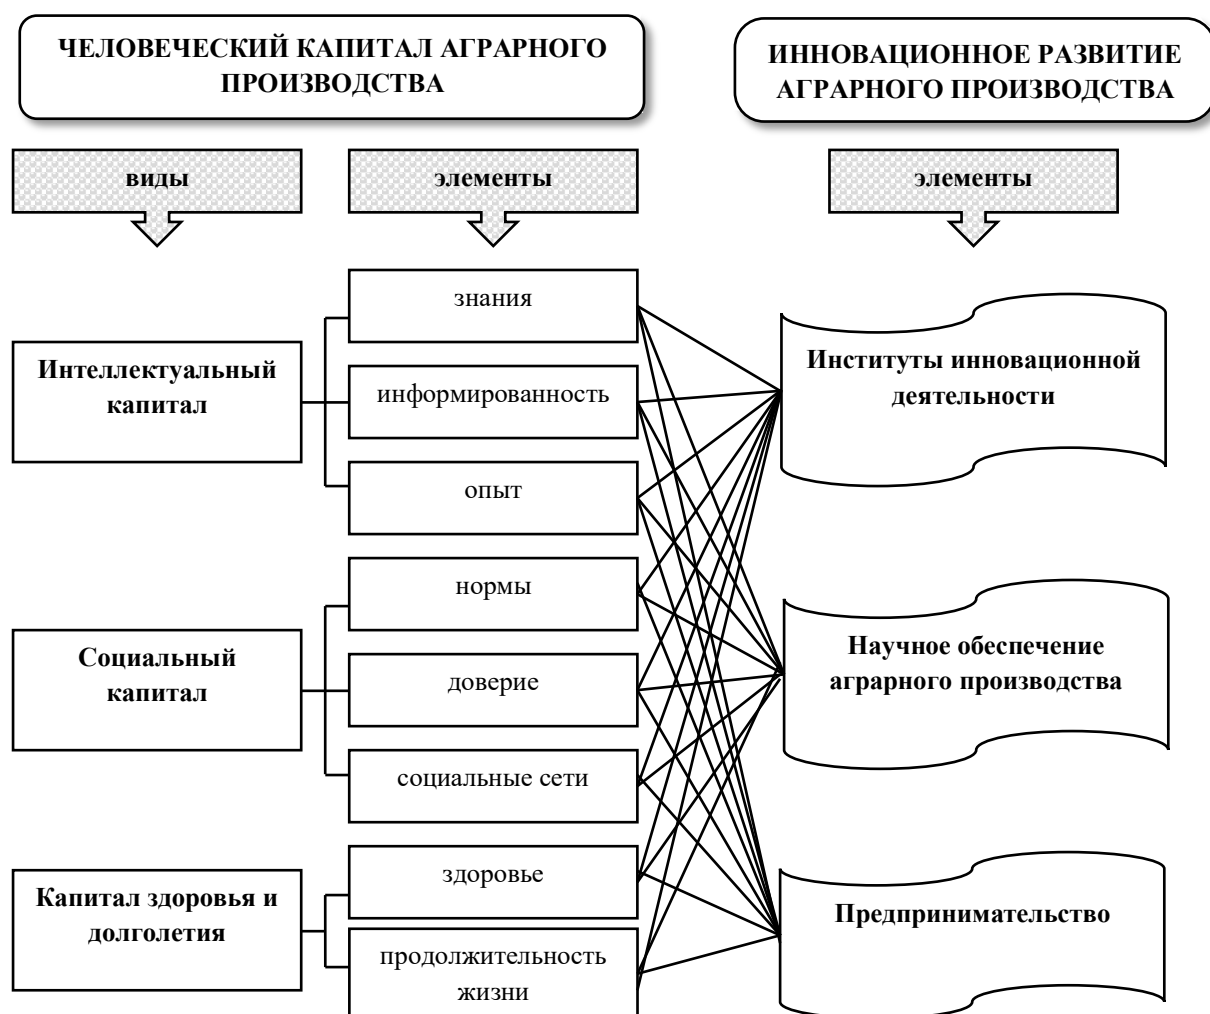 ЧЕЛОВЕЧЕСКИЙ КАПИТАЛ АГРАРНОГО
ПРОИЗВОДСТВА
ИННОВАЦИОННОЕ РАЗВИТИЕ
АГРАРНОГО ПРОИЗВОДСТВА
виды
элементы
элементы
Интеллектуальный
капитал
знания
информированность
опыт
Институты инновационной
деятельности
Социальный
капитал
нормы
доверие
социальные сети
Научное обеспечение
аграрного производства
Капитал здоровья и
долголетия
здоровье
продолжительность
жизни
Предпринимательство